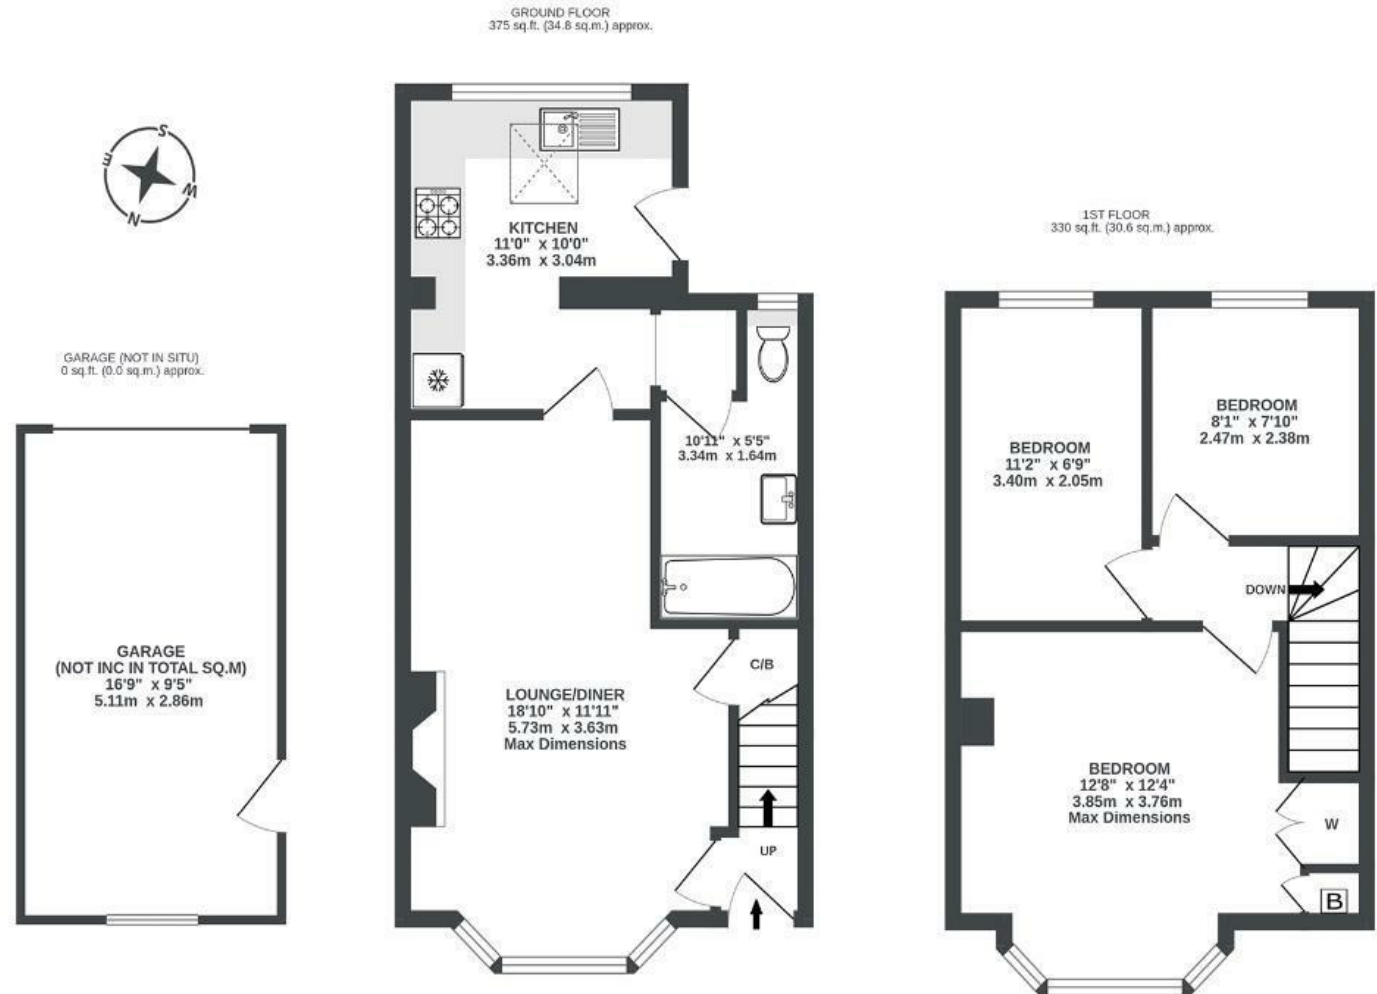 GROUND FLOOR
375 sq.ft. (34.8 sq.m.) approx.
S
E
W
N
KITCHEN
11'0" x 10'0"
3.36m x 3.04m
1ST FLOOR
330 sq.ft. (30.6 sq.m.) approx.
GARAGE (NOT IN SITU)
0 sq.ft. (0.0 sq.m.) approx.
10'11" x 5'5"
3.34m x 1.64m
BEDROOM
8'1" x 7'10"
2.47m x 2.38m
BEDROOM
11'2" x 6'9"
3.40m x 2.05m
DOWN
GARAGE
(NOT INC IN TOTAL SQ.M)
16'9" x 9'5"
5.11m x 2.86m
C/B
LOUNGE/DINER
18'10" x 11'11"
5.73m x 3.63m
Max Dimensions
UP
BEDROOM
12'8" x 12'4"
3.85m x 3.76m
Max Dimensions
W
B